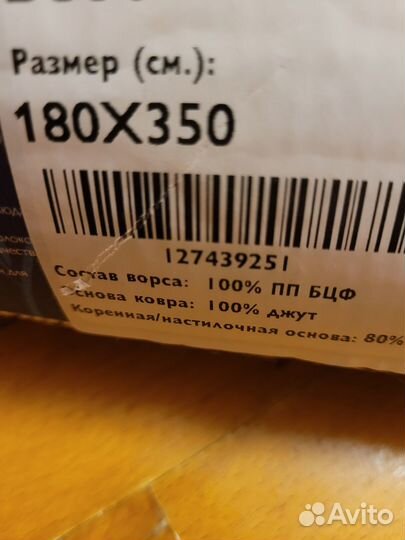 Размер (см.):
180X350
127439251
Состав ворса: 100% ПП БЦФ
Основа ковра: 100% джут
Коренная/настилочная основа: 80%
Avito